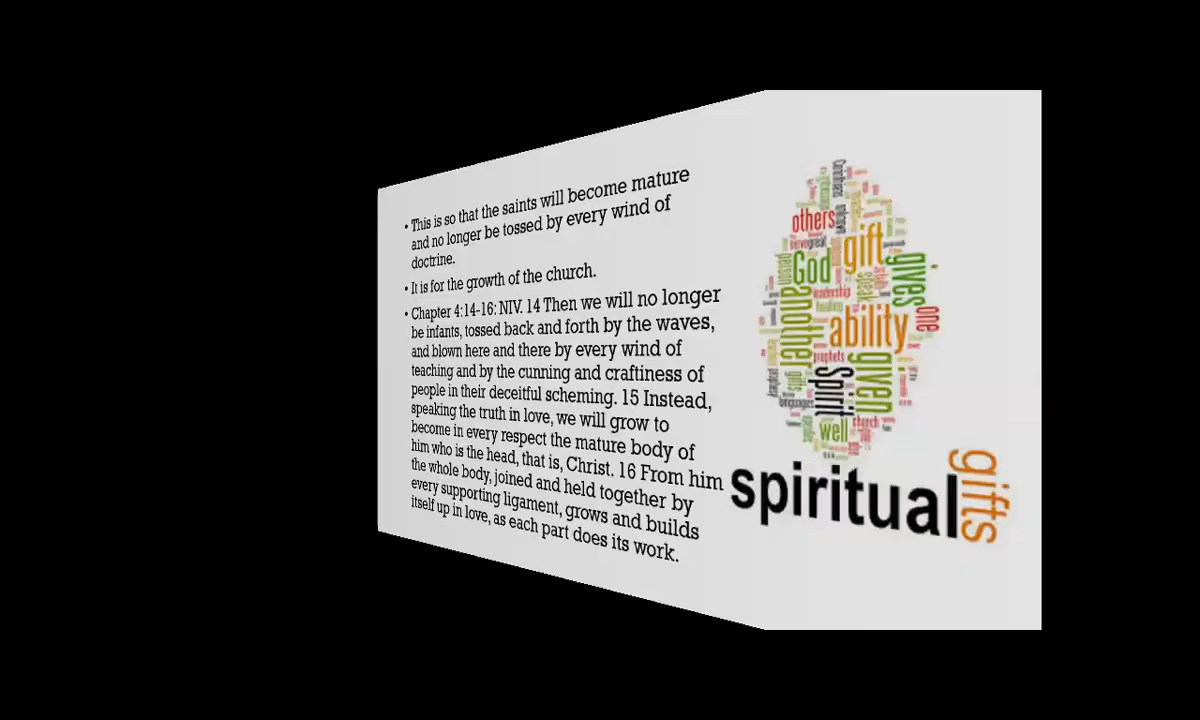 • This is so that the saints will become mature
and no longer be tossed by every wind of
doctrine.
• It is for the growth of the church.
• Chapter 4:14-16: NIV. 14 Then we will no longer
be infants, tossed back and forth by the waves,
and blown here and there by every wind of
teaching and by the cunning and craftiness of
people in their deceitful scheming. 15 Instead,
speaking the truth in love, we will grow to
become in every respect the mature body of
him who is the head, that is, Christ. 16 From him
the whole body, joined and held together by
every supporting ligament, grows and builds
itself up in love, as each part does its work.
others
great
gift
God
person
speak
gives
leadership
healing
another
one
ability
prophets
given
Spirit
gifts
languages
well
church
spiritual
gifts